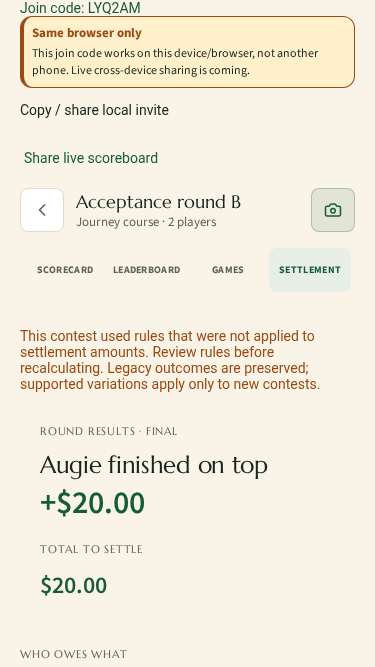 Join code: LYQ2AM
Same browser only
This join code works on this device/browser, not another
phone. Live cross-device sharing is coming.
Copy / share local invite
Share live scoreboard
Acceptance round B
Journey course · 2 players
SCORECARD LEADERBOARD GAMES SETTLEMENT
This contest used rules that were not applied to
settlement amounts. Review rules before
recalculating. Legacy outcomes are preserved;
supported variations apply only to new contests.
ROUND RESULTS · FINAL
Augie finished on top
+$20.00
TOTAL TO SETTLE
$20.00
WHO OWES WHAT